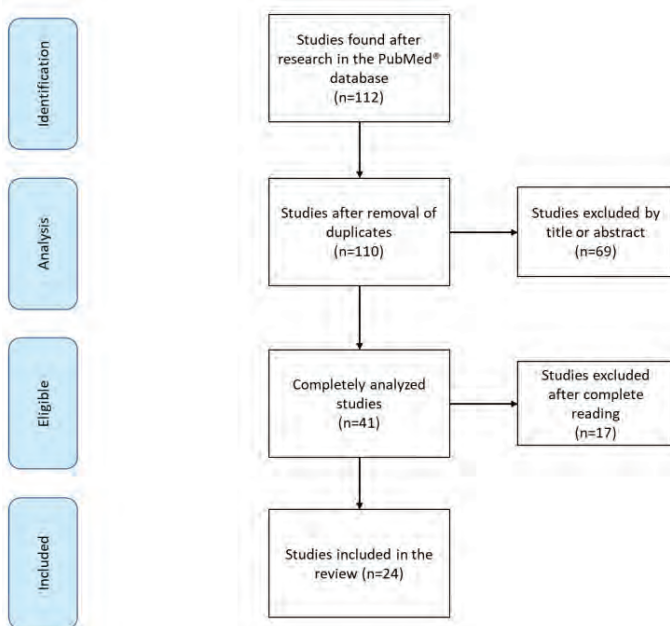 Identification
Studies found after
research in the PubMed®
database
(n=112)
Analysis
Studies after removal of
duplicates
(n=110)
Studies excluded by
title or abstract
(n=69)
Eligible
Completely analyzed
studies
(n=41)
Studies excluded
after complete
reading
(n=17)
Included
Studies included in the
review (n=24)